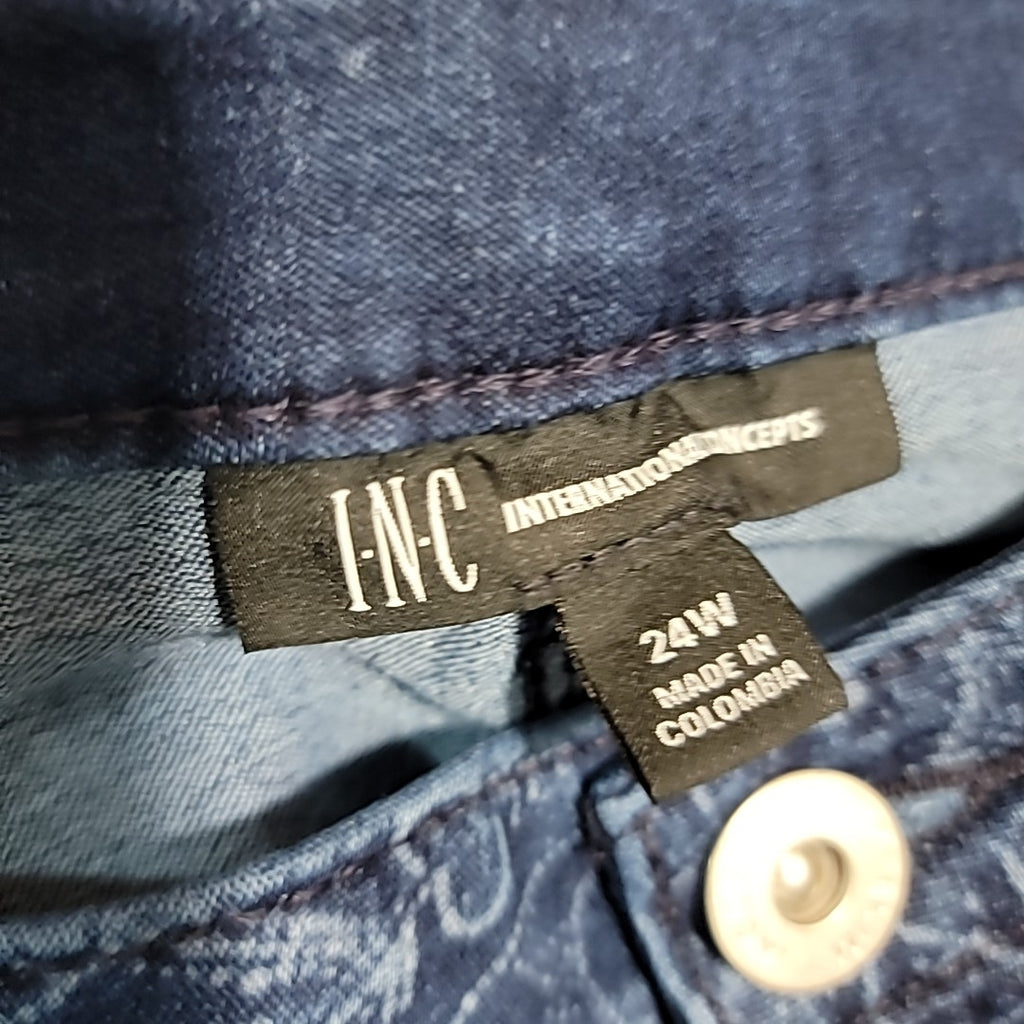 I·N·C
INTERNATIONAL CONCEPTS
24W
MADE IN
COLOMBIA